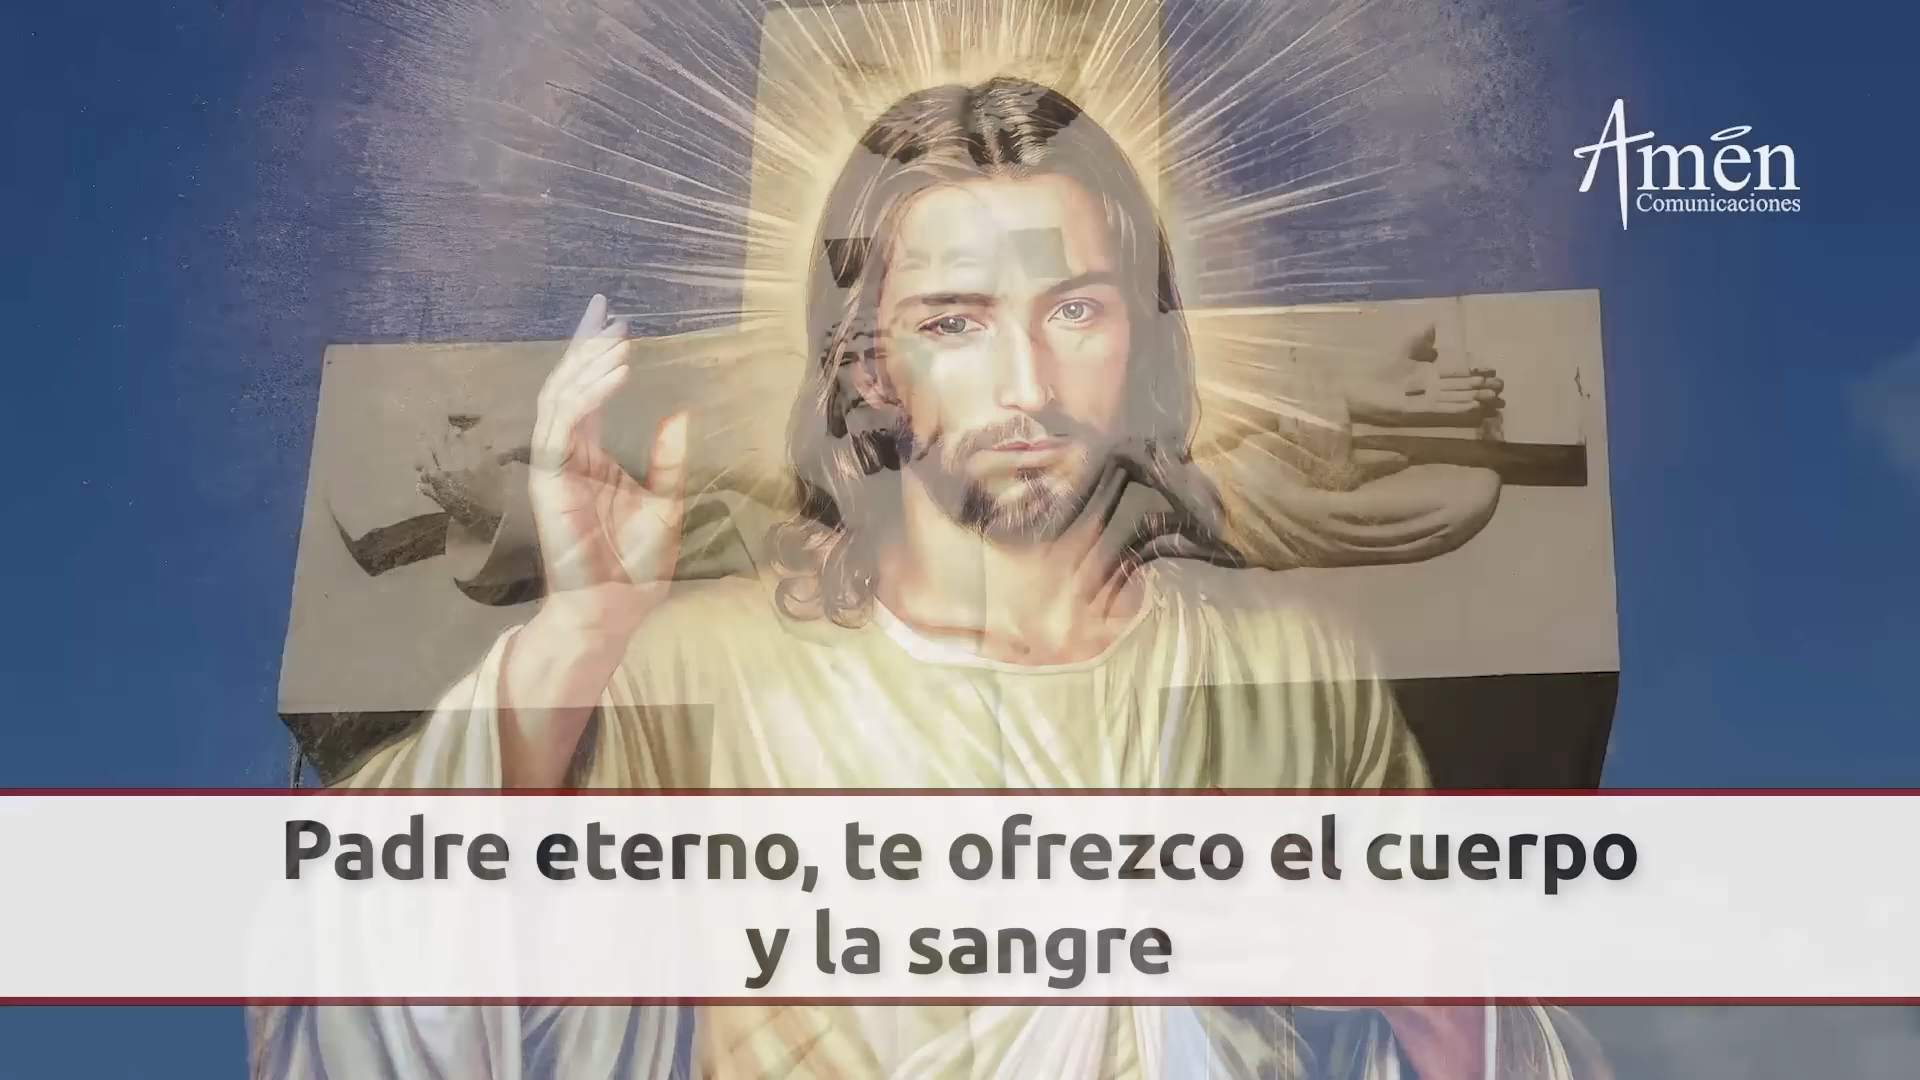 Amén
Comunicaciones
Padre eterno, te ofrezco el cuerpo
y la sangre